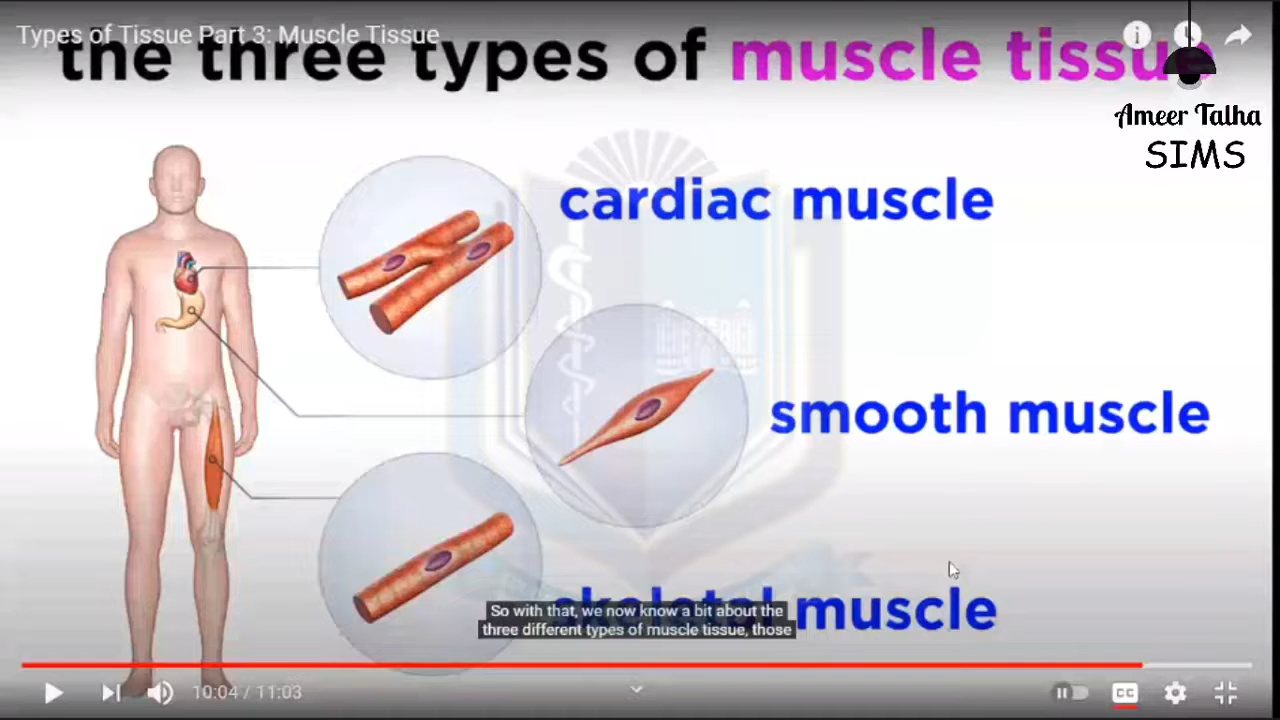 Types of Tissue Part 3: Muscle Tissue
the three types of muscle tissue
Ameer Talha
SIMS
cardiac muscle
smooth muscle
skeletal muscle
So with that, we now know a bit about the
three different types of muscle tissue, those
10:04 / 11:03
CC